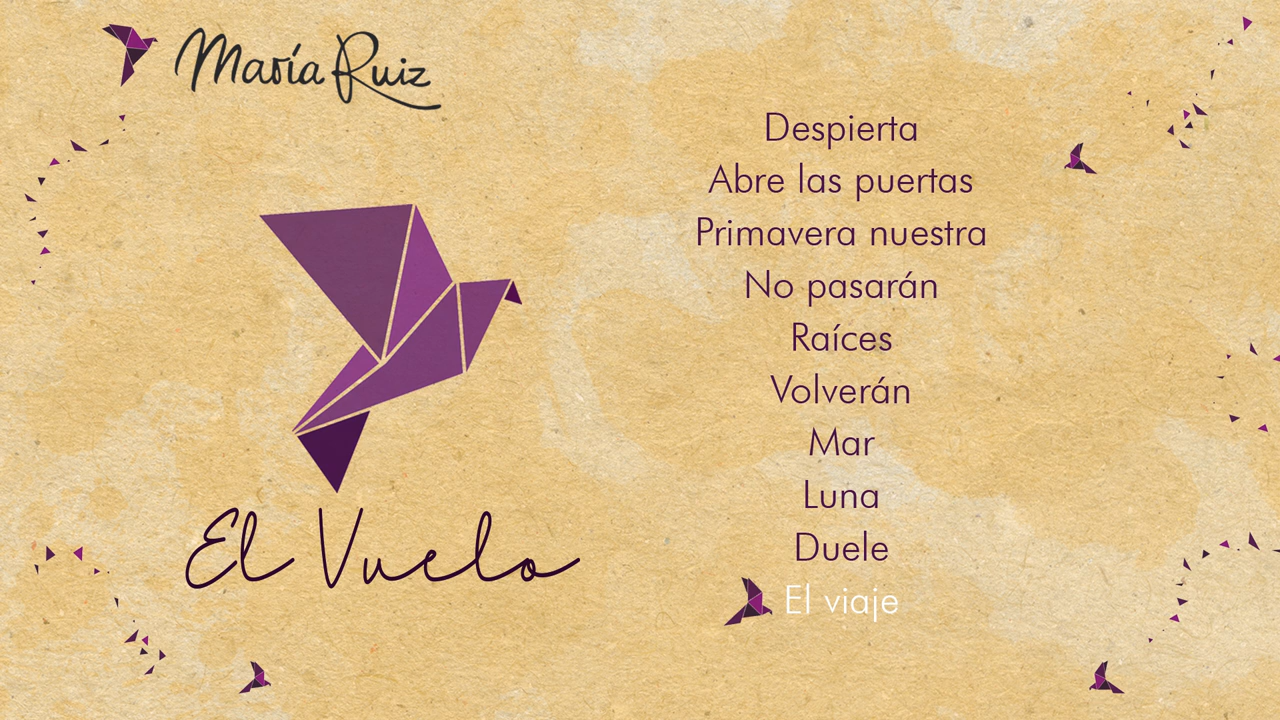 María Ruiz
El Vuelo
Despierta
Abre las puertas
Primavera nuestra
No pasarán
Raíces
Volverán
Mar
Luna
Duele
El viaje